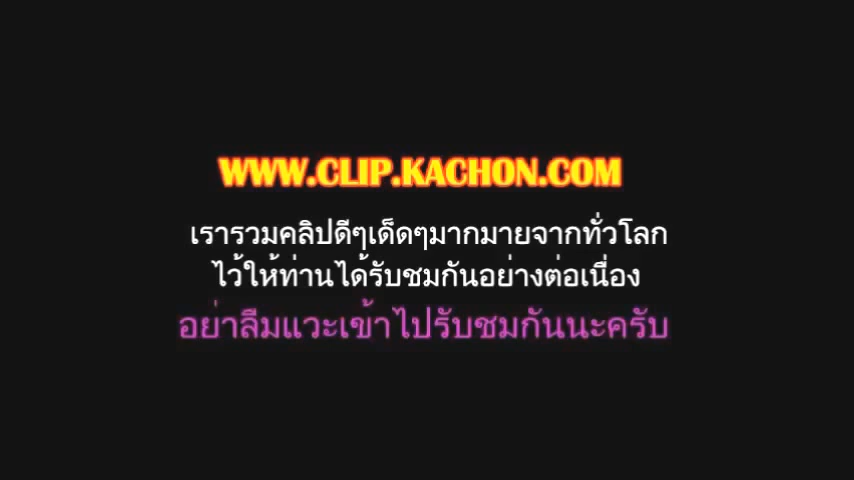 WWW.CLIP.KACHON.COM
เรารวมคลิปดีๆเด็ดๆมากมายจากทั่วโลก
ไว้ให้ท่านได้รับชมกันอย่างต่อเนื่อง
อย่าลืมแวะเข้าไปรับชมกันนะครับ